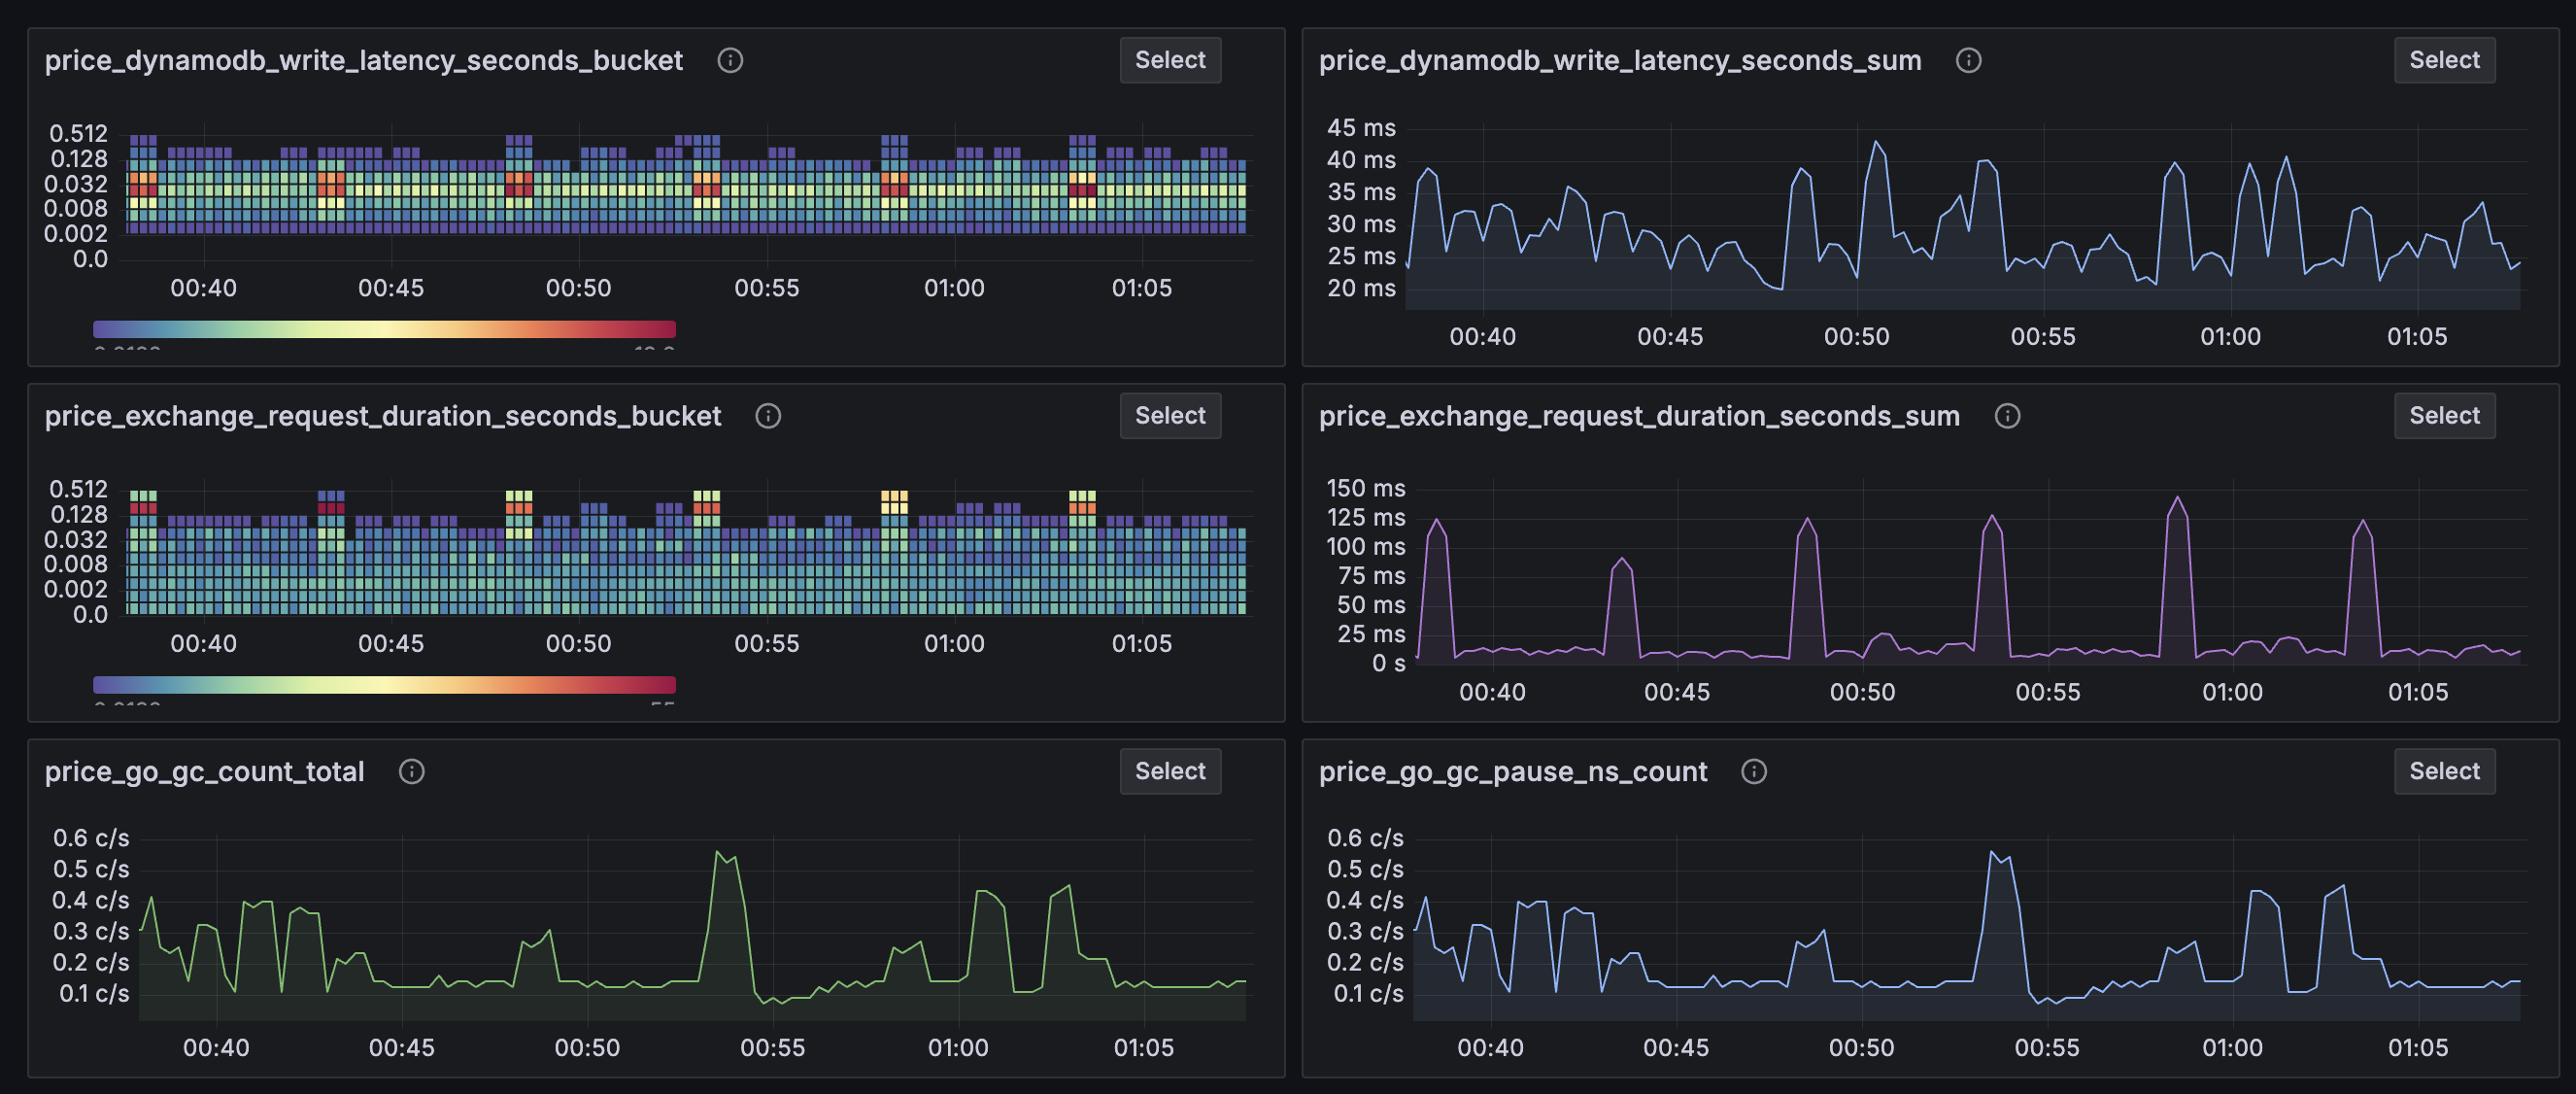 price_dynamodb_write_latency_seconds_bucket Select
0.512
0.128
0.032
0.008
0.002
0.0
00:40 00:45 00:50 00:55 01:00 01:05
price_dynamodb_write_latency_seconds_sum Select
45 ms
40 ms
35 ms
30 ms
25 ms
20 ms
00:40 00:45 00:50 00:55 01:00 01:05
price_exchange_request_duration_seconds_bucket Select
0.512
0.128
0.032
0.008
0.002
0.0
00:40 00:45 00:50 00:55 01:00 01:05
price_exchange_request_duration_seconds_sum Select
150 ms
125 ms
100 ms
75 ms
50 ms
25 ms
0 s
00:40 00:45 00:50 00:55 01:00 01:05
price_go_gc_count_total Select
0.6 c/s
0.5 c/s
0.4 c/s
0.3 c/s
0.2 c/s
0.1 c/s
00:40 00:45 00:50 00:55 01:00 01:05
price_go_gc_pause_ns_count Select
0.6 c/s
0.5 c/s
0.4 c/s
0.3 c/s
0.2 c/s
0.1 c/s
00:40 00:45 00:50 00:55 01:00 01:05